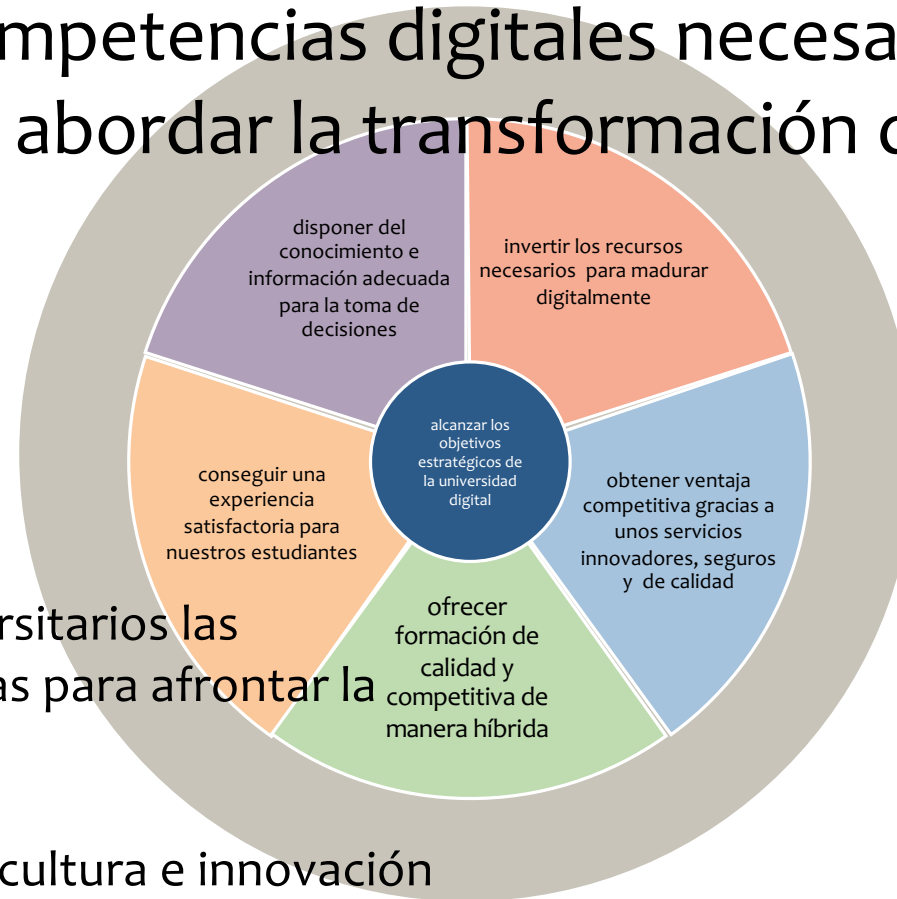 mpetencias digitales necesa
abordar la transformación
disponer del
conocimiento e
información adecuada
para la toma de
decisiones
invertir los recursos
necesarios para madurar
digitalmente
alcanzar los
objetivos
estratégicos de
la universidad
digital
conseguir una
experiencia
satisfactoria para
nuestros estudiantes
obtener ventaja
competitiva gracias a
unos servicios
innovadores, seguros
y de calidad
ofrecer
formación de
calidad y
competitiva de
manera híbrida
rsitarios las
as para afrontar la
cultura e innovación